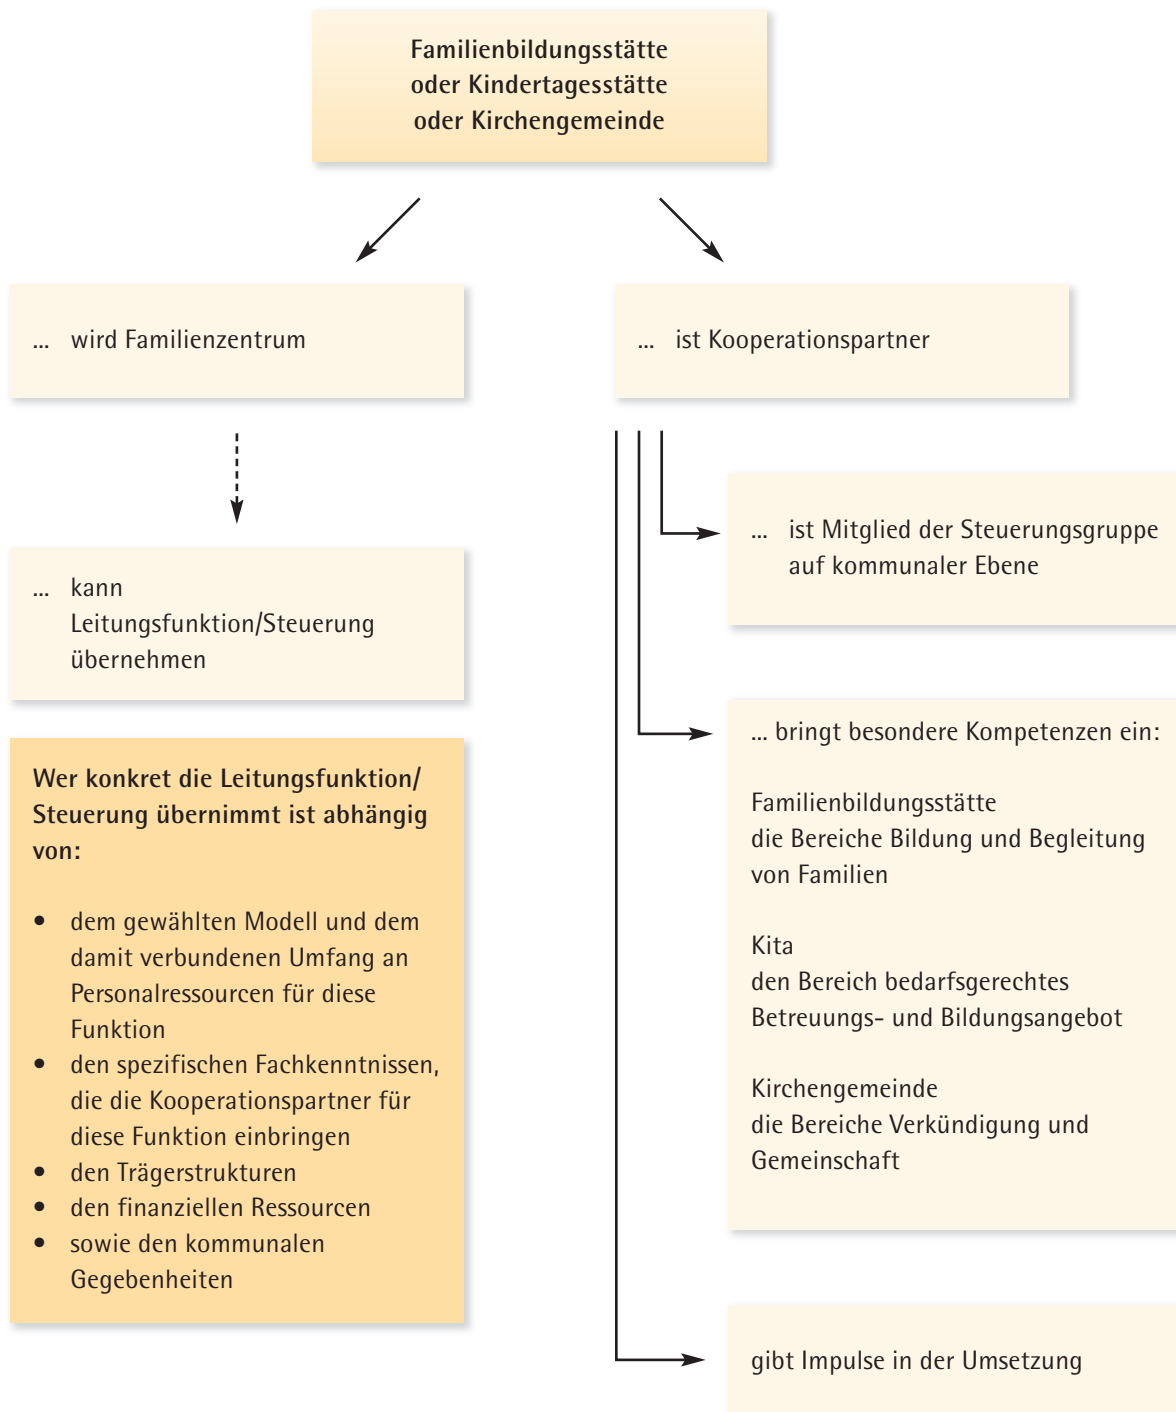 Familienbildungsstätte
oder Kindertagesstätte
oder Kirchengemeinde
... wird Familienzentrum
... kann
Leitungsfunktion/Steuerung
übernehmen
Wer konkret die Leitungsfunktion/
Steuerung übernimmt ist abhängig
von:
• dem gewählten Modell und dem
damit verbundenen Umfang an
Personalressourcen für diese
Funktion
• den spezifischen Fachkenntnissen,
die die Kooperationspartner für
diese Funktion einbringen
• den Trägerstrukturen
• den finanziellen Ressourcen
• sowie den kommunalen
Gegebenheiten
... ist Kooperationspartner
... ist Mitglied der Steuerungsgruppe
auf kommunaler Ebene
... bringt besondere Kompetenzen ein:
Familienbildungsstätte
die Bereiche Bildung und Begleitung
von Familien
Kita
den Bereich bedarfsgerechtes
Betreuungs- und Bildungsangebot
Kirchengemeinde
die Bereiche Verkündigung und
Gemeinschaft
gibt Impulse in der Umsetzung